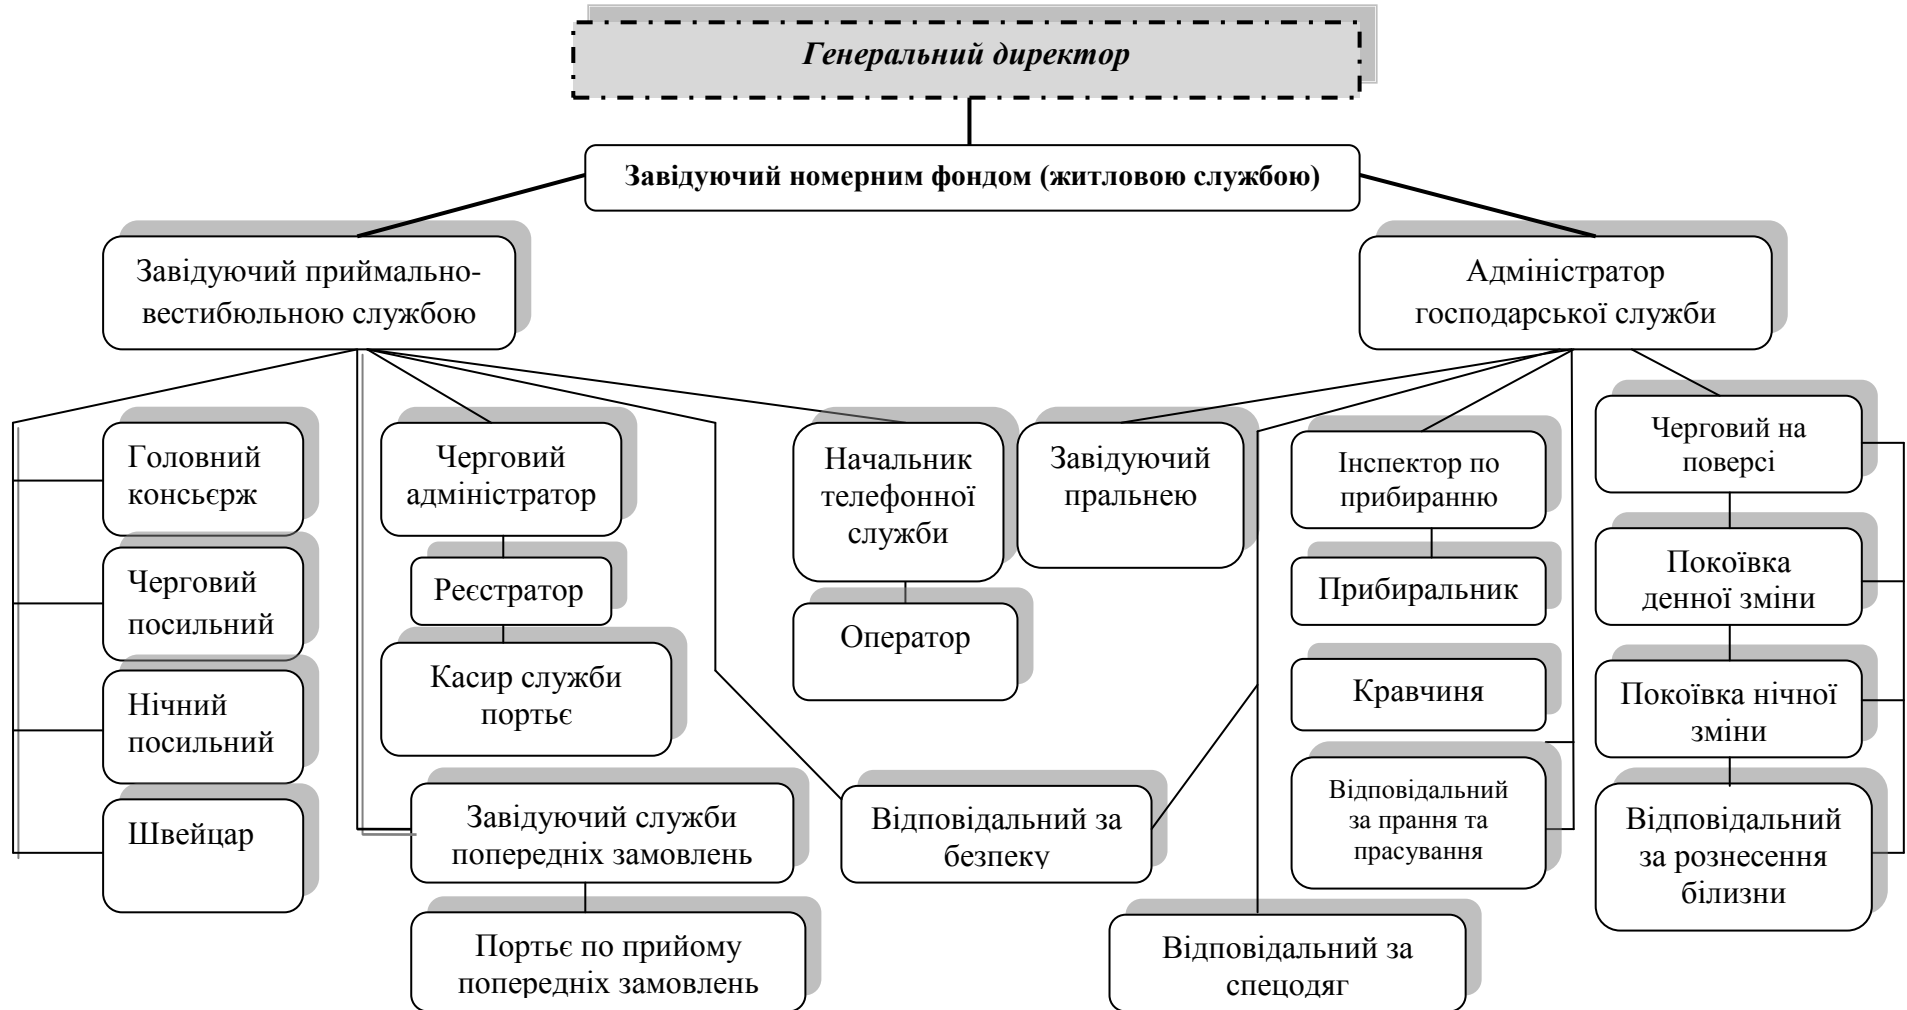 Генеральний директор
Завідуючий номерним фондом (житловою службою)
Завідуючий приймально-
вестибюльною службою
Адміністратор
господарської служби
Головний
консьєрж
Черговий
посильний
Нічний
посильний
Швейцар
Черговий
адміністратор
Реєстратор
Касир служби
портьє
Завідуючий служби
попередніх замовлень
Портьє по прийому
попередніх замовлень
Начальник
телефонної
служби
Оператор
Відповідальний за
безпеку
Завідуючий
пральнею
Інспектор по
прибиранню
Прибиральник
Кравчиня
Відповідальний
за прання та
прасування
Відповідальний за
спецодяг
Черговий на
поверсі
Покоївка
денної зміни
Покоївка нічної
зміни
Відповідальний
за рознесення
білизни